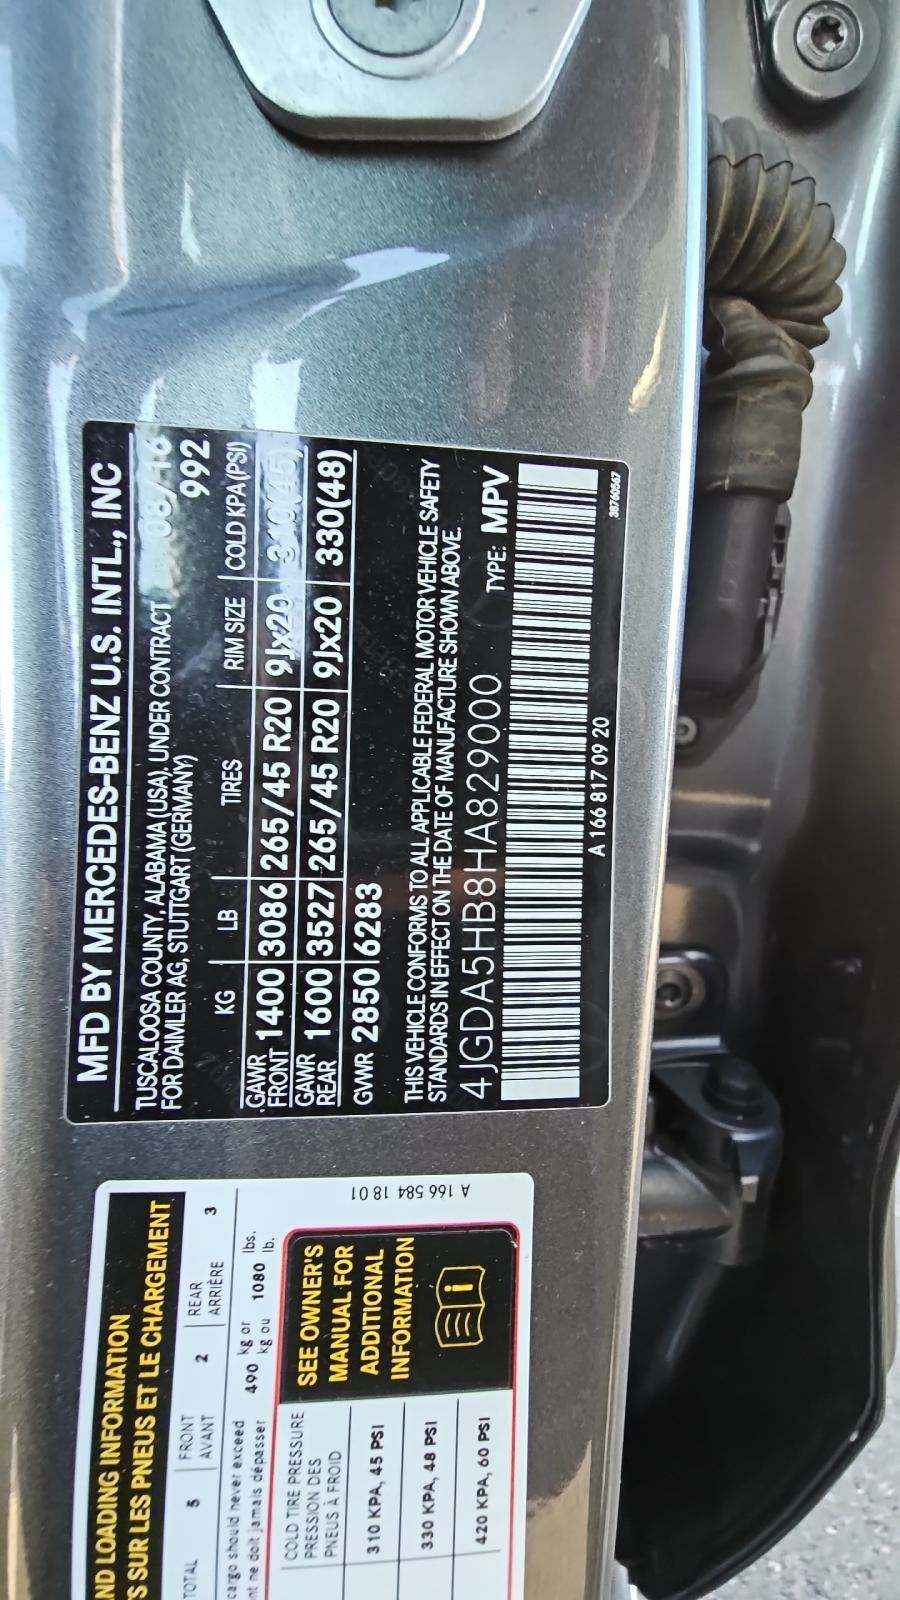 MFD BY MERCEDES-BENZ U.S. INTL., INC
TUSCALOOSA COUNTY, ALABAMA (USA), UNDER CONTRACT 08/16
FOR DAIMLER AG, STUTTGART (GERMANY) 992
KG LB TIRES RIM SIZE COLD KPA (PSI)
GAWR FRONT 1400 3086 265/45 R20 9Jx20 310(45)
GAWR REAR 1600 3527 265/45 R20 9Jx20 330(48)
GVWR 2850 6283
THIS VEHICLE CONFORMS TO ALL APPLICABLE FEDERAL MOTOR VEHICLE SAFETY
STANDARDS IN EFFECT ON THE DATE OF MANUFACTURE SHOWN ABOVE.
4JGDA5HB8HA829000 TYPE: MPV
A 166 817 09 20
38760567
ND LOADING INFORMATION
S SUR LES PNEUS ET LE CHARGEMENT
TOTAL 5 FRONT AVANT 2 REAR ARRIÈRE 3
cargo should never exceed 490 kg or 1080 lbs.
nt ne doit jamais dépasser kg ou lb.
COLD TIRE PRESSURE
PRESSION DES
PNEUS À FROID
310 KPA, 45 PSI
330 KPA, 48 PSI
420 KPA, 60 PSI
SEE OWNER'S
MANUAL FOR
ADDITIONAL
INFORMATION
A 166 584 18 01